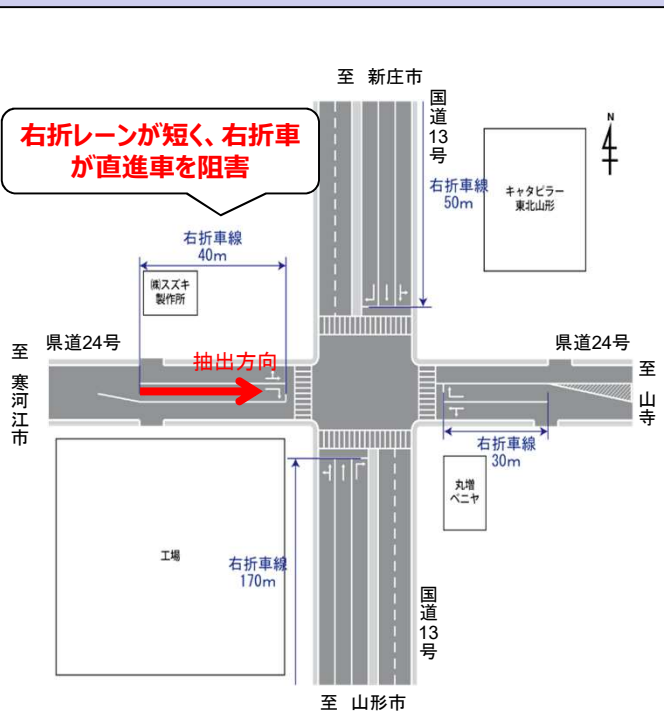 至 新庄市
国道13号
N
右折レーンが短く、右折車
が直進車を阻害
右折車線
50m
キャタピラー
東北山形
右折車線
40m
㈱スズキ
製作所
県道24号
県道24号
至 寒河江市
抽出方向
至 山寺
右折車線
30m
丸増
ベニヤ
工場
右折車線
170m
国道13号
至 山形市